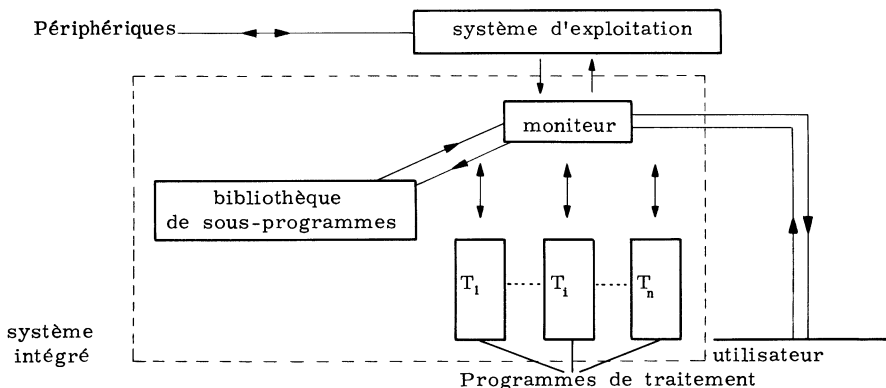 Périphériques
système d'exploitation
moniteur
bibliothèque
de sous-programmes
T1
Ti
Tn
système
intégré
utilisateur
Programmes de traitement